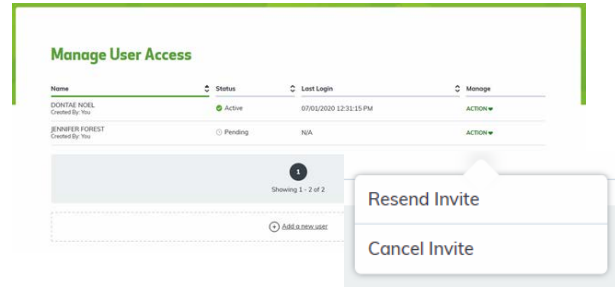 Manage User Access
Name Status Last Login Manage
DONTAE NOEL Active 07/01/2020 12:31:15 PM ACTION
Created By: You
JENNIFER FOREST Pending N/A ACTION
Created By: You
1
Showing 1 - 2 of 2
Resend Invite
Add a new user
Cancel Invite